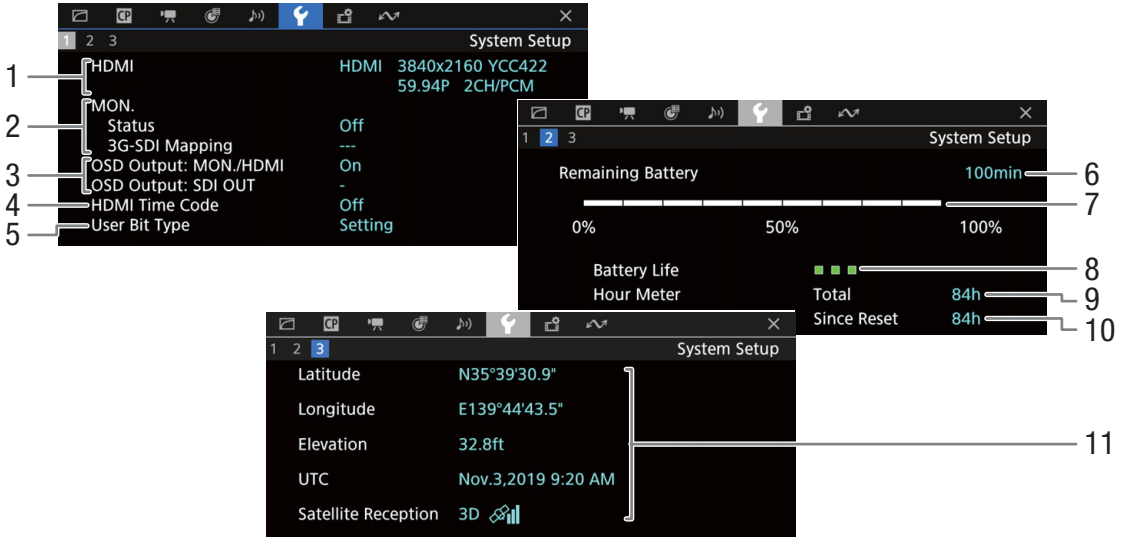 CP
1 2 3 System Setup
1
HDMI HDMI 3840x2160 YCC422
59.94P 2CH/PCM
2
MON.
Status Off
3G-SDI Mapping ---
3
OSD Output: MON./HDMI On
OSD Output: SDI OUT -
4 HDMI Time Code Off
5 User Bit Type Setting
CP
1 2 3 System Setup
Remaining Battery 100min 6
7
0% 50% 100%
Battery Life 8
Hour Meter Total 84h 9
Since Reset 84h 10
CP
1 2 3 System Setup
Latitude N35°39'30.9"
Longitude E139°44'43.5"
Elevation 32.8ft
11
UTC Nov.3,2019 9:20 AM
Satellite Reception 3D